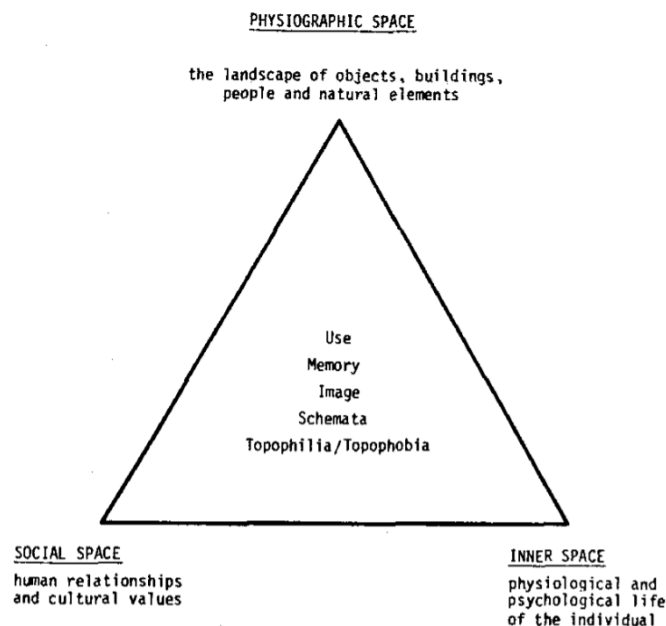 PHYSIOGRAPHIC SPACE
the landscape of objects, buildings,
people and natural elements
Use
Memory
Image
Schemata
Topophilia/Topophobia
SOCIAL SPACE
human relationships
and cultural values
INNER SPACE
physiological and
psychological life
of the individual